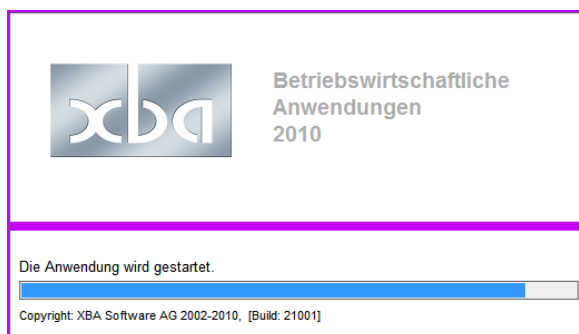 xba
Betriebswirtschaftliche
Anwendungen
2010
Die Anwendung wird gestartet.
Copyright: XBA Software AG 2002-2010, [Build: 21001]